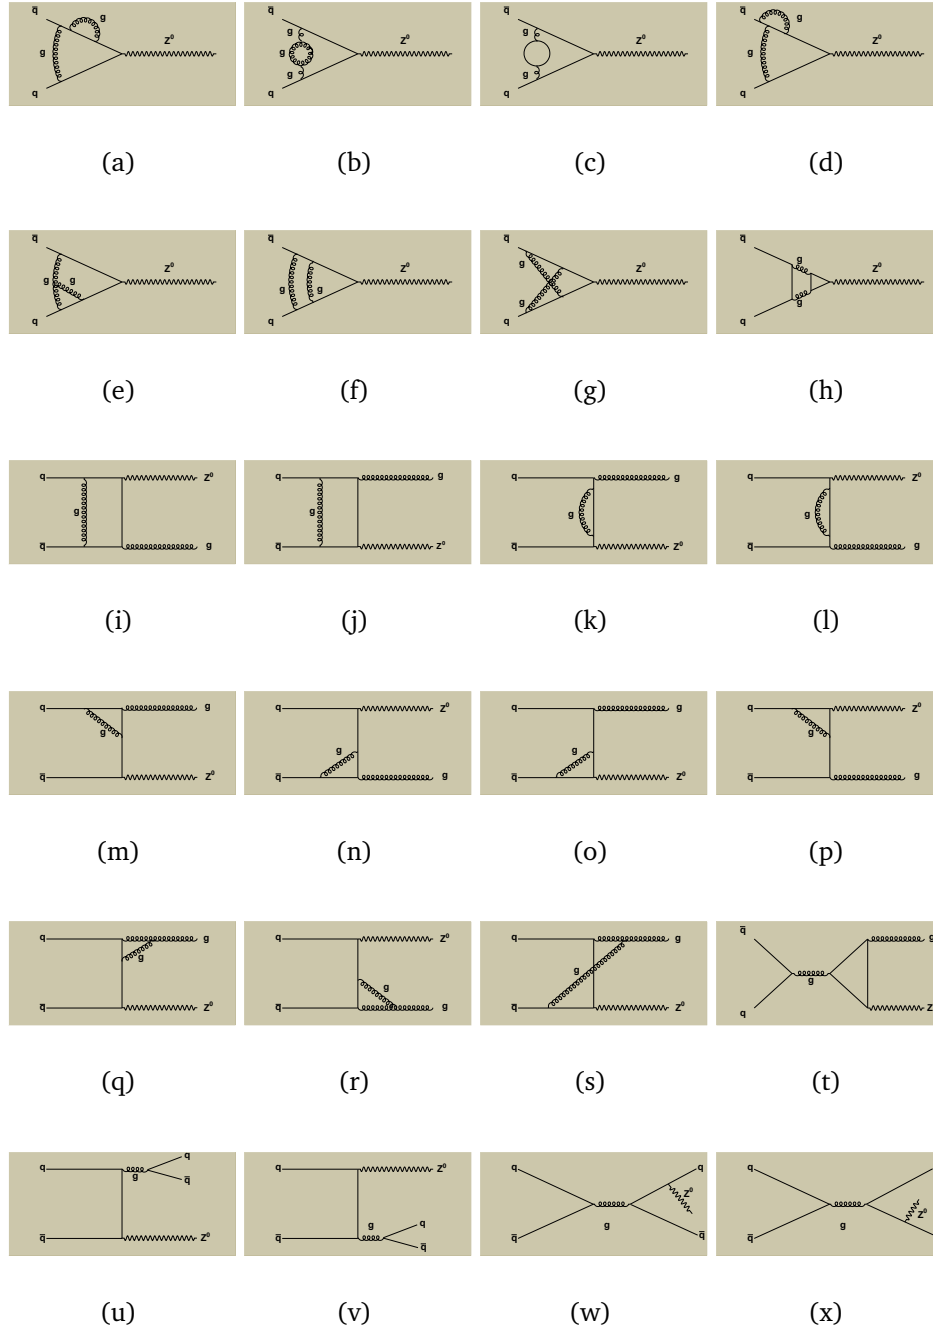 q̄ g
g Z⁰
q
q̄ g
g Z⁰
g
q
q̄ g
Z⁰
g
q
q̄ g
g Z⁰
q
(a) (b) (c) (d)
q̄
g g Z⁰
q
q̄
g g Z⁰
q
q̄
g Z⁰
g
q
q̄
g Z⁰
g
q
(e) (f) (g) (h)
q Z⁰
g
q̄ g
q g
g
q̄ Z⁰
q g
g
q̄ Z⁰
q Z⁰
g
q̄ g
(i) (j) (k) (l)
q g
g
q̄ Z⁰
q Z⁰
g
q̄ g
q g
g
q̄ Z⁰
q Z⁰
g
q̄ g
(m) (n) (o) (p)
q g
g
q̄ Z⁰
q Z⁰
g
q̄ g
q g
g
q̄ Z⁰
q̄ g
g
q Z
(q) (r) (s) (t)
q q
g q̄
q̄ Z⁰
q Z⁰
g q
q̄ q̄
q q
Z⁰
g
q̄ q̄
q
Z⁰
g
q̄
(u) (v) (w) (x)